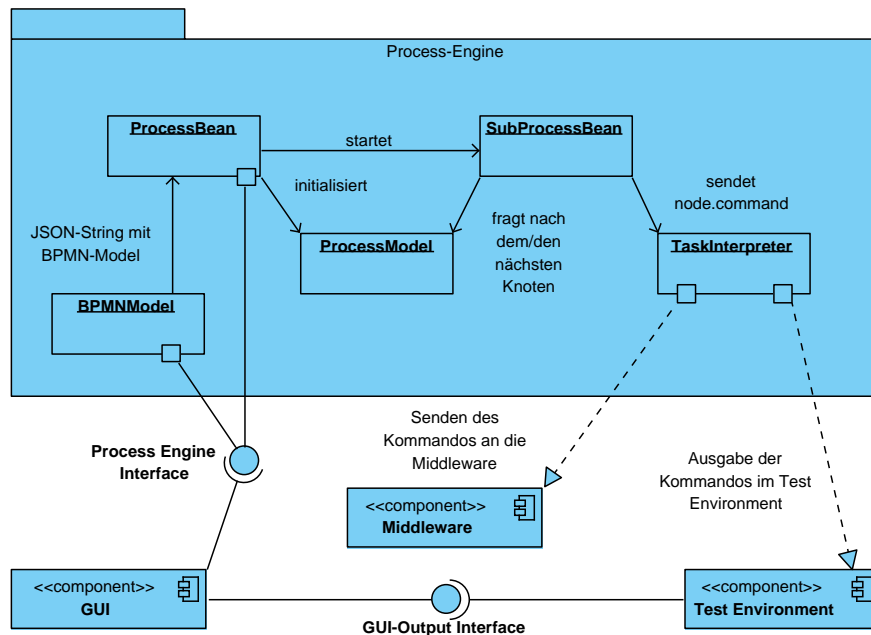 Process-Engine
ProcessBean
SubProcessBean
startet
initialisiert
sendet
node.command
JSON-String mit
BPMN-Model
ProcessModel
fragt nach
dem/den
nächsten
Knoten
TaskInterpreter
BPMNModel
Senden des
Kommandos an die
Middleware
Process Engine
Interface
Ausgabe der
Kommandos im Test
Environment
<<component>>
Middleware
<<component>>
GUI
GUI-Output Interface
<<component>>
Test Environment